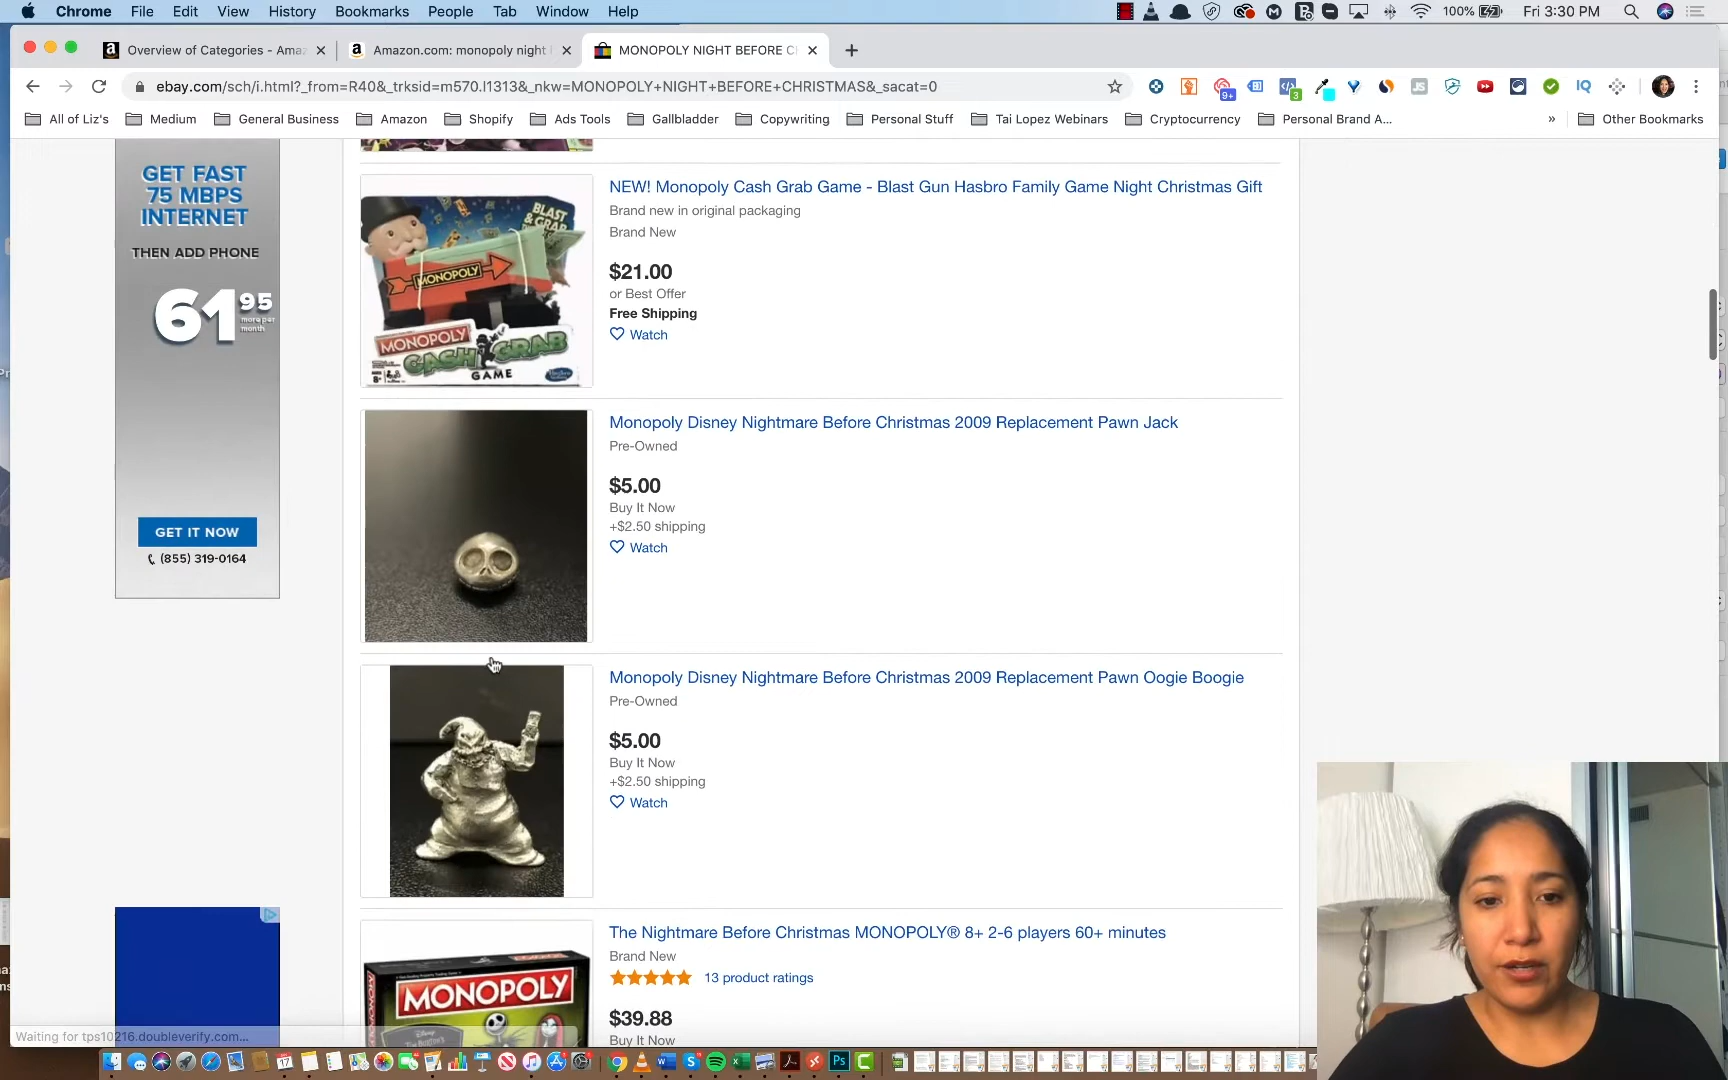 Chrome File Edit View History Bookmarks People Tab Window Help
100% Fri 3:30 PM
Overview of Categories - Ama
Amazon.com: monopoly night
MONOPOLY NIGHT BEFORE C
ebay.com/sch/i.html?_from=R40&_trksid=m570.l1313&_nkw=MONOPOLY+NIGHT+BEFORE+CHRISTMAS&_sacat=0
All of Liz's Medium General Business Amazon Shopify Ads Tools Gallbladder Copywriting Personal Stuff Tai Lopez Webinars Cryptocurrency Personal Brand A... » Other Bookmarks
GET FAST
75 MBPS
INTERNET
THEN ADD PHONE
61 95
more per
month
GET IT NOW
(855) 319-0164
BLAST
& GRAB
MONOPOLY
MONOPOLY
CASH GRAB
GAME
NEW! Monopoly Cash Grab Game - Blast Gun Hasbro Family Game Night Christmas Gift
Brand new in original packaging
Brand New
$21.00
or Best Offer
Free Shipping
Watch
Monopoly Disney Nightmare Before Christmas 2009 Replacement Pawn Jack
Pre-Owned
$5.00
Buy It Now
+$2.50 shipping
Watch
Monopoly Disney Nightmare Before Christmas 2009 Replacement Pawn Oogie Boogie
Pre-Owned
$5.00
Buy It Now
+$2.50 shipping
Watch
MONOPOLY
The Nightmare Before Christmas MONOPOLY® 8+ 2-6 players 60+ minutes
Brand New
13 product ratings
$39.88
Buy It Now
Waiting for tps10216.doubleverify.com...